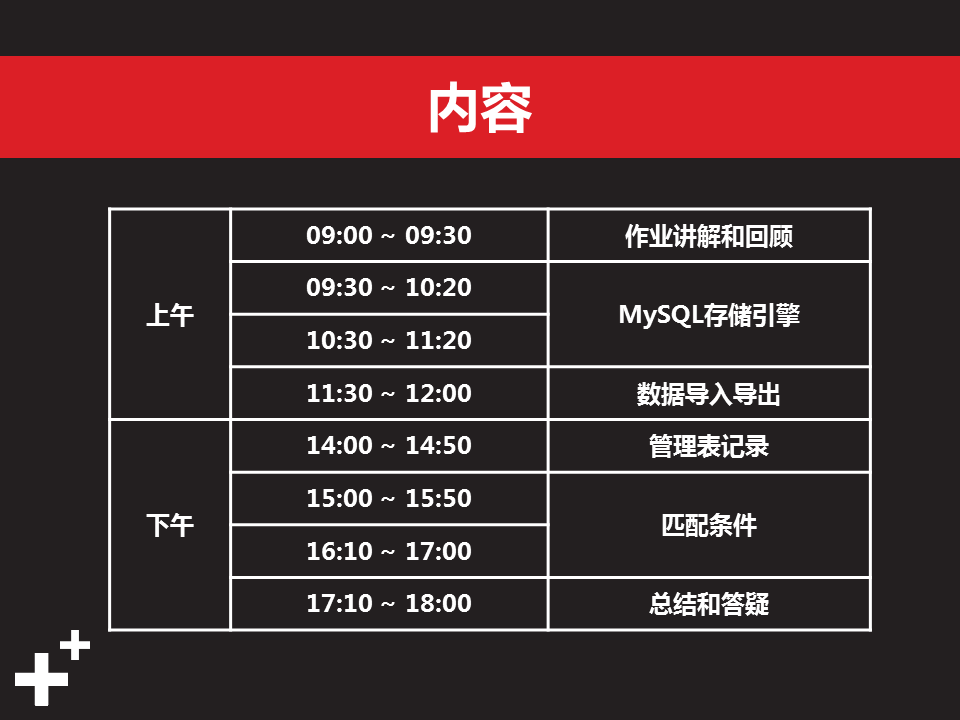 内容
上午
09:00 ~ 09:30
作业讲解和回顾
09:30 ~ 10:20
MySQL存储引擎
10:30 ~ 11:20
11:30 ~ 12:00
数据导入导出
下午
14:00 ~ 14:50
管理表记录
15:00 ~ 15:50
匹配条件
16:10 ~ 17:00
17:10 ~ 18:00
总结和答疑